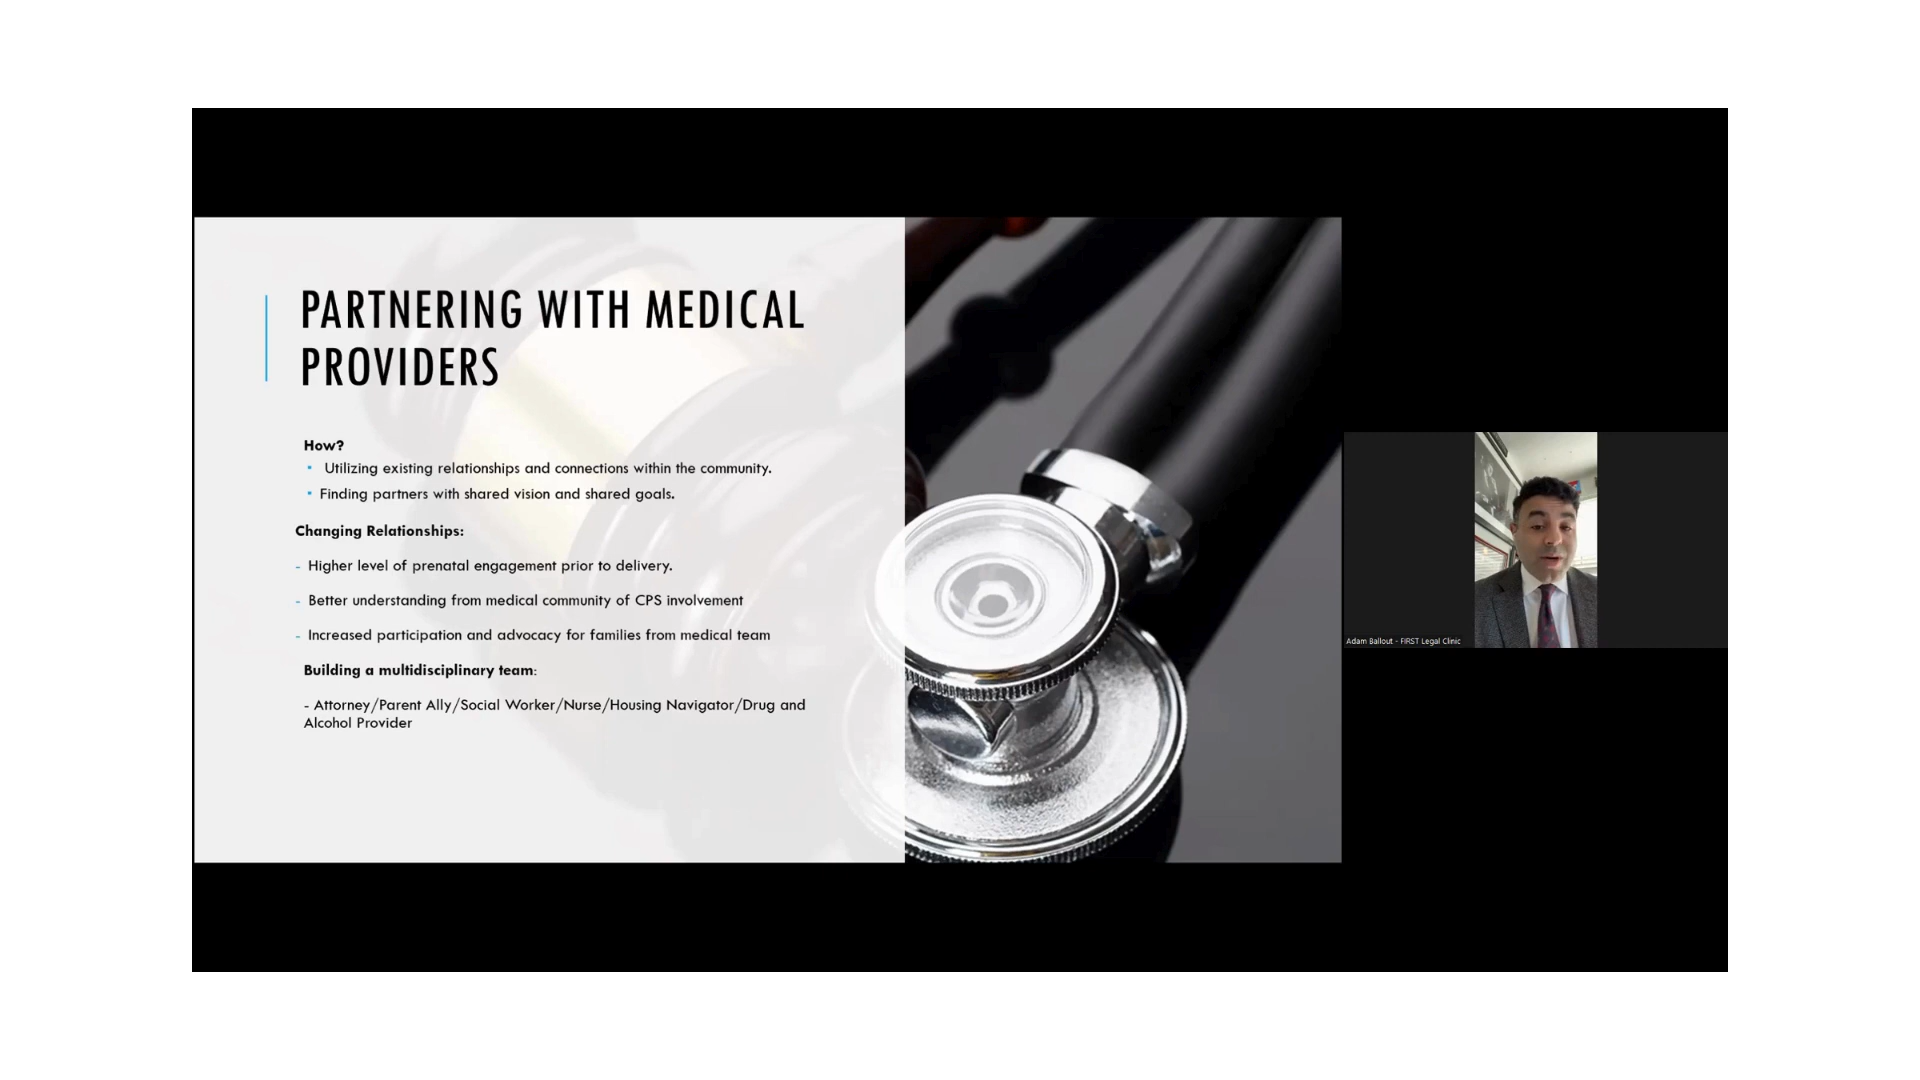 PARTNERING WITH MEDICAL
PROVIDERS
How?
▪ Utilizing existing relationships and connections within the community.
▪ Finding partners with shared vision and shared goals.
Changing Relationships:
- Higher level of prenatal engagement prior to delivery.
- Better understanding from medical community of CPS involvement
- Increased participation and advocacy for families from medical team
Building a multidisciplinary team:
- Attorney/Parent Ally/Social Worker/Nurse/Housing Navigator/Drug and
Alcohol Provider
Adam Ballout - FIRST Legal Clinic